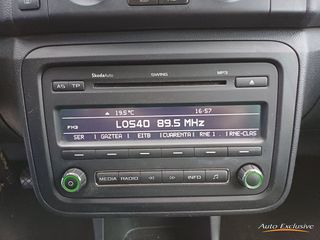 SkodaAuto SWING MP3
AS TP
19.5°C 16:57
LOS40 89.5 MHz
FM3
SER GAZTEA EITB CUARENTA RNE 1.. RNE-CLAS
MEDIA RADIO INFO
Auto Exclusive